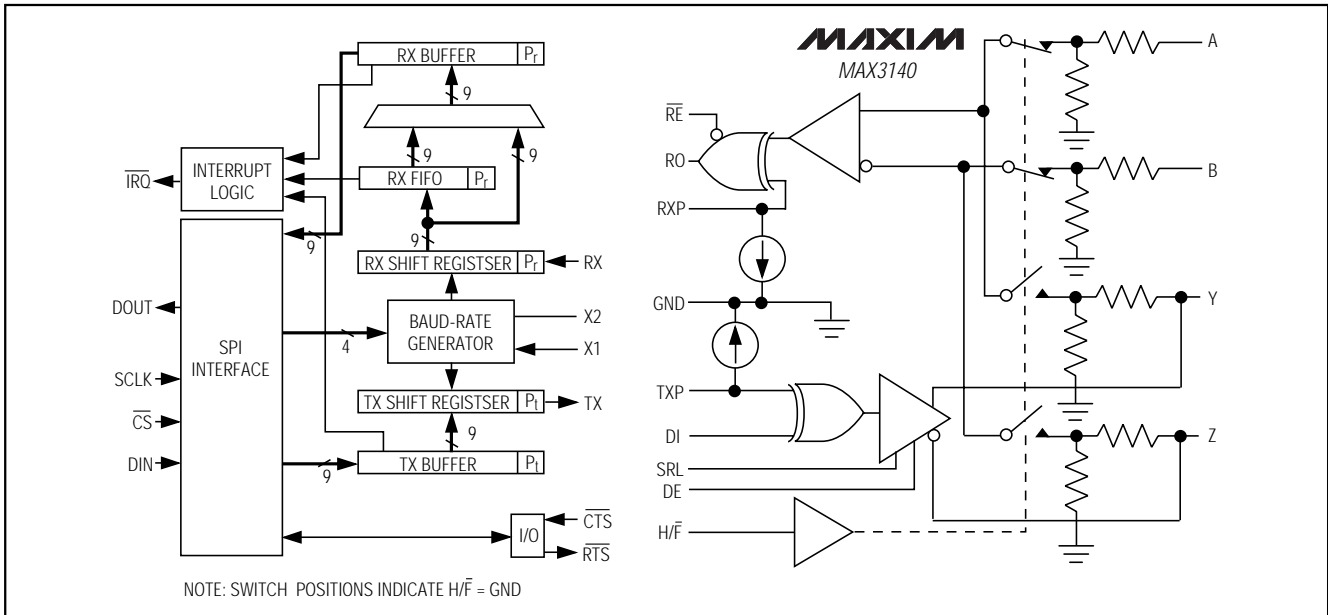 RX BUFFER Pr
9
9
9
RX FIFO Pr
INTERRUPT
LOGIC
IRQ
9
9
RX SHIFT REGISTSER Pr
RX
DOUT
SPI
INTERFACE
4
BAUD-RATE
GENERATOR
X2
X1
SCLK
CS
DIN
TX SHIFT REGISTSER Pt
TX
9
9
TX BUFFER Pt
I/O
CTS
RTS
NOTE: SWITCH POSITIONS INDICATE H/F̅ = GND
MAXIM
MAX3140
RE
RO
RXP
GND
TXP
DI
SRL
DE
H/F̅
A
B
Y
Z